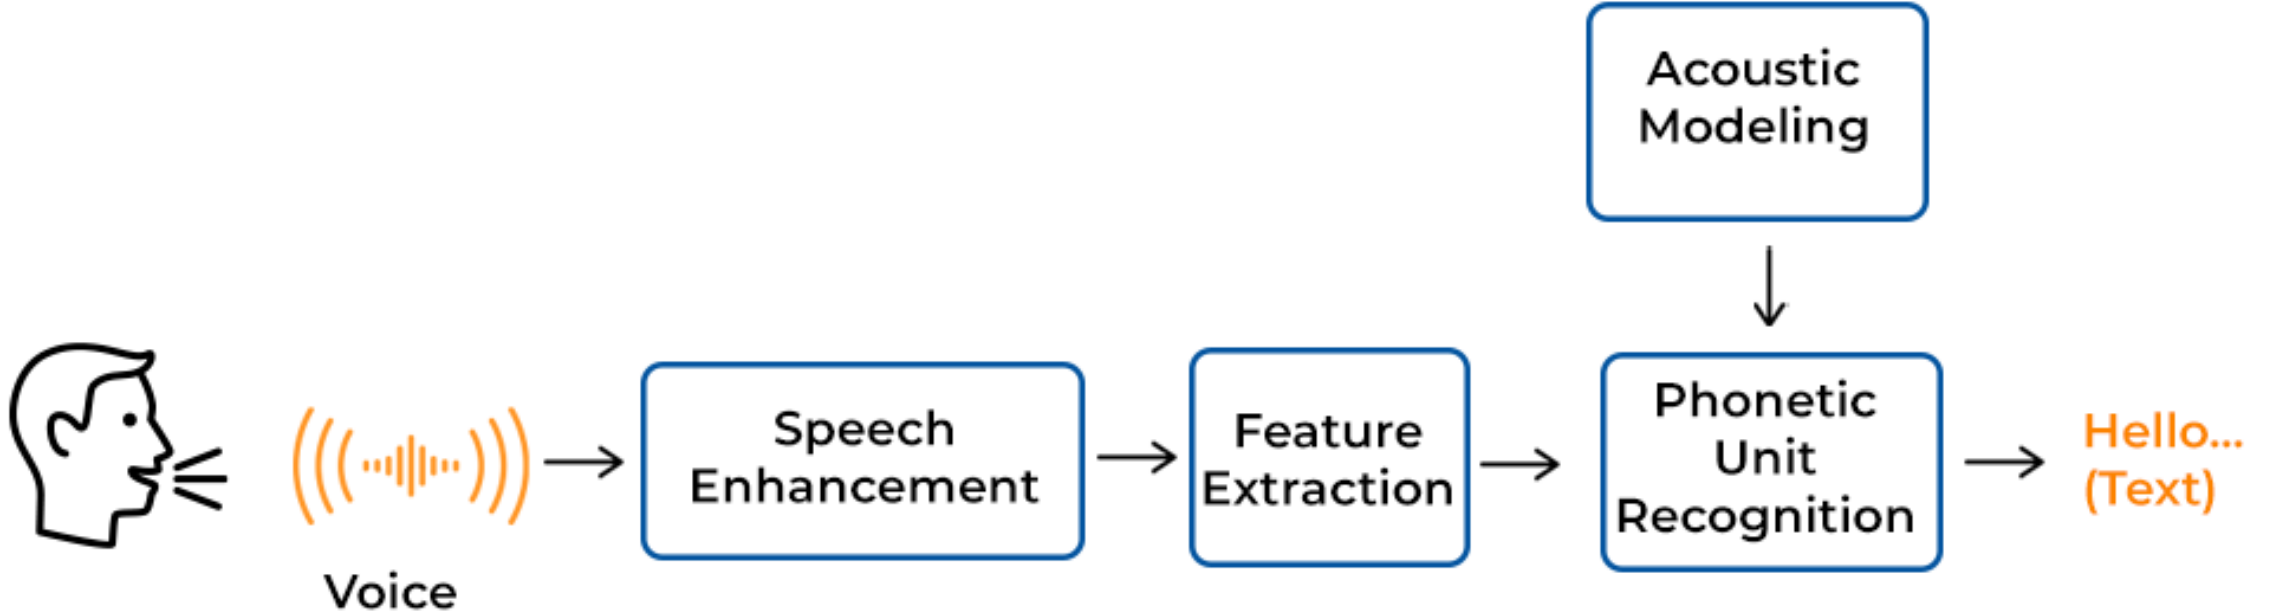 Acoustic
Modeling
Voice
Speech
Enhancement
Feature
Extraction
Phonetic
Unit
Recognition
Hello...
(Text)